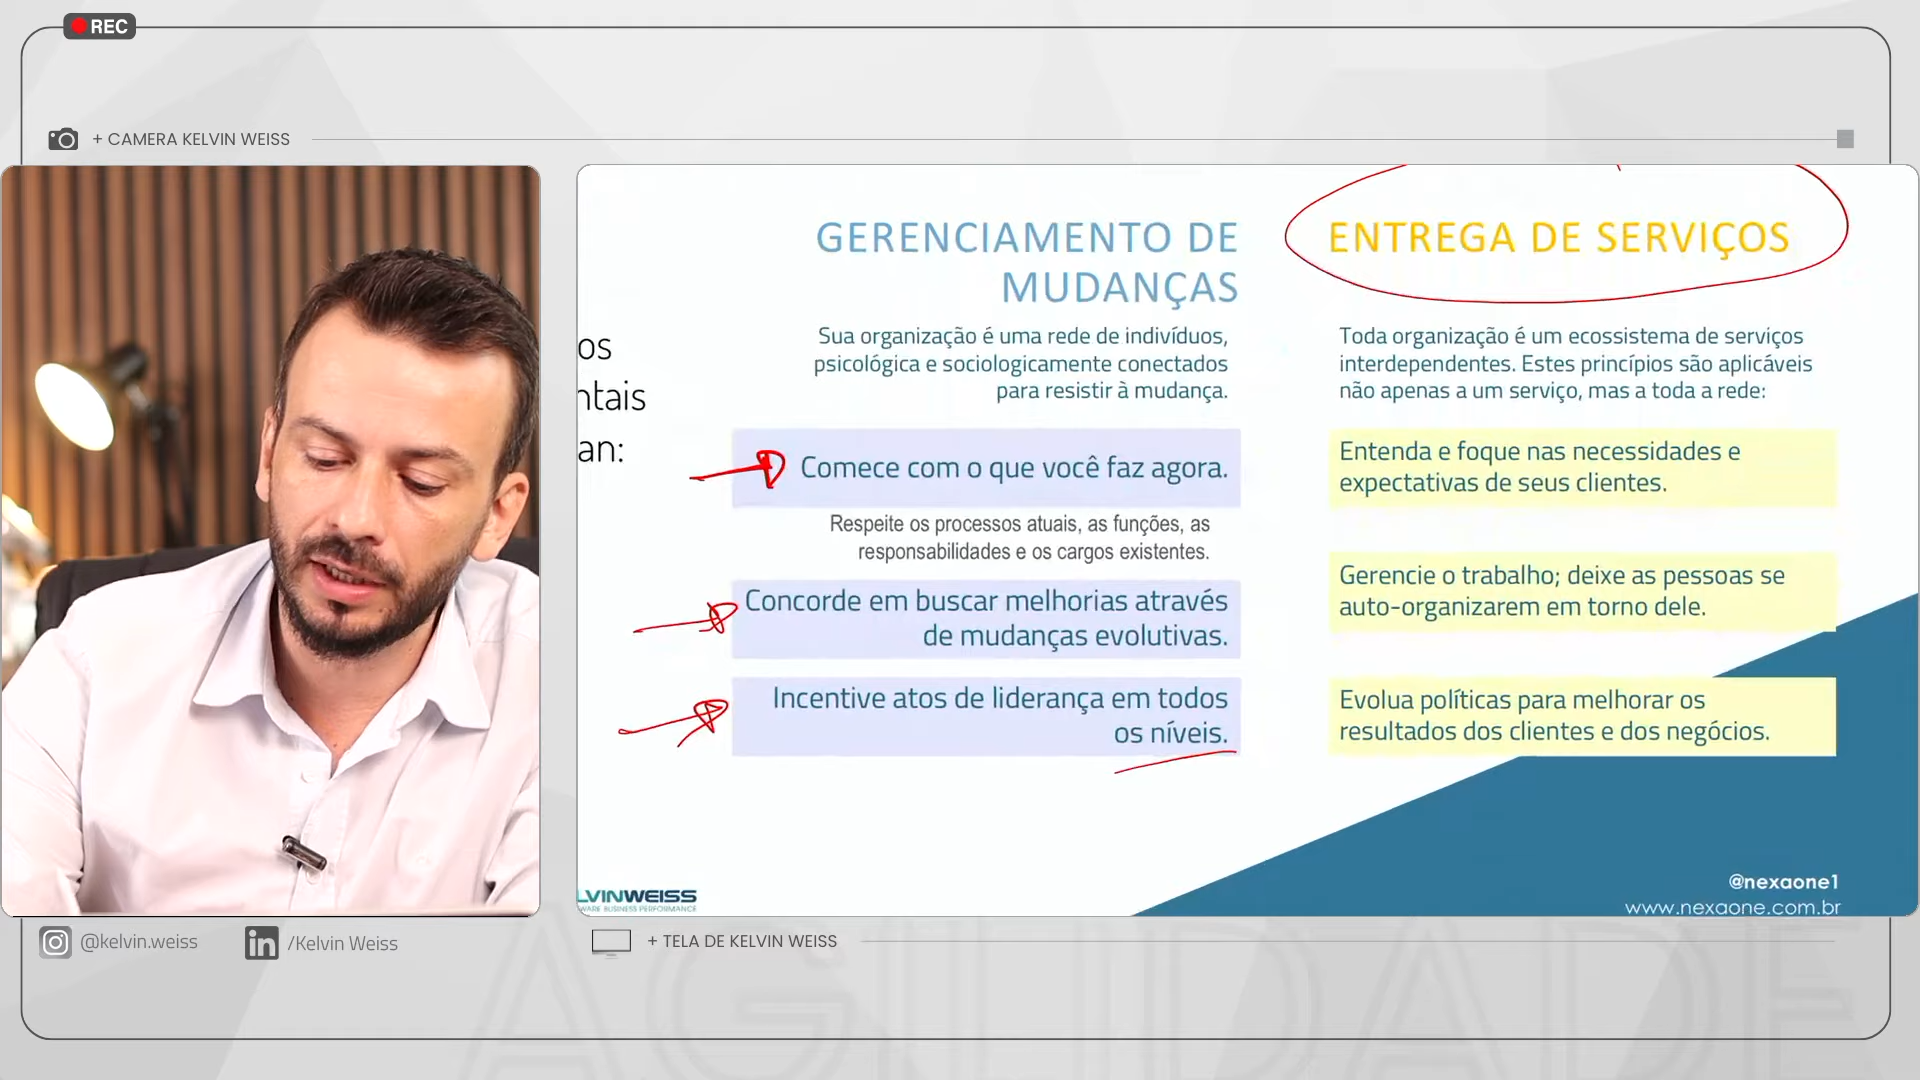 REC
+ CAMERA KELVIN WEISS
GERENCIAMENTO DE
MUDANÇAS
Sua organização é uma rede de indivíduos,
psicológica e sociologicamente conectados
para resistir à mudança.
os
ntais
an:
Comece com o que você faz agora.
Respeite os processos atuais, as funções, as
responsabilidades e os cargos existentes.
Concorde em buscar melhorias através
de mudanças evolutivas.
Incentive atos de liderança em todos
os níveis.
ENTREGA DE SERVIÇOS
Toda organização é um ecossistema de serviços
interdependentes. Estes princípios são aplicáveis
não apenas a um serviço, mas a toda a rede:
Entenda e foque nas necessidades e
expectativas de seus clientes.
Gerencie o trabalho; deixe as pessoas se
auto-organizarem em torno dele.
Evolua políticas para melhorar os
resultados dos clientes e dos negócios.
LVINWEISS
WARE BUSINESS PERFORMANCE
@nexaone1
www.nexaone.com.br
@kelvin.weiss
/Kelvin Weiss
+ TELA DE KELVIN WEISS
AGILIDADE